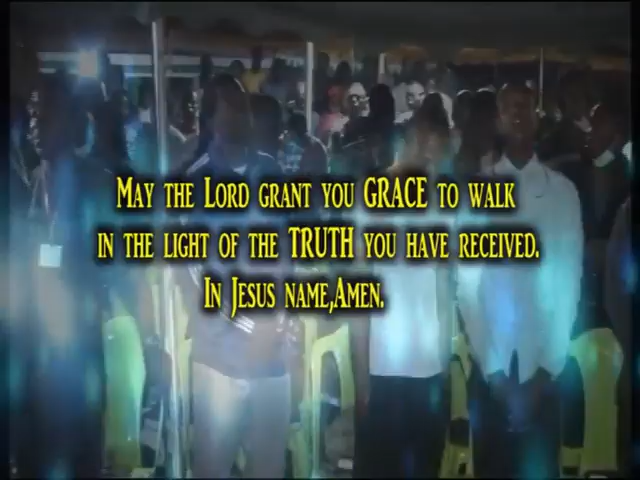 May the Lord grant you GRACE to walk
in the light of the TRUTH you have received.
In Jesus name,Amen.